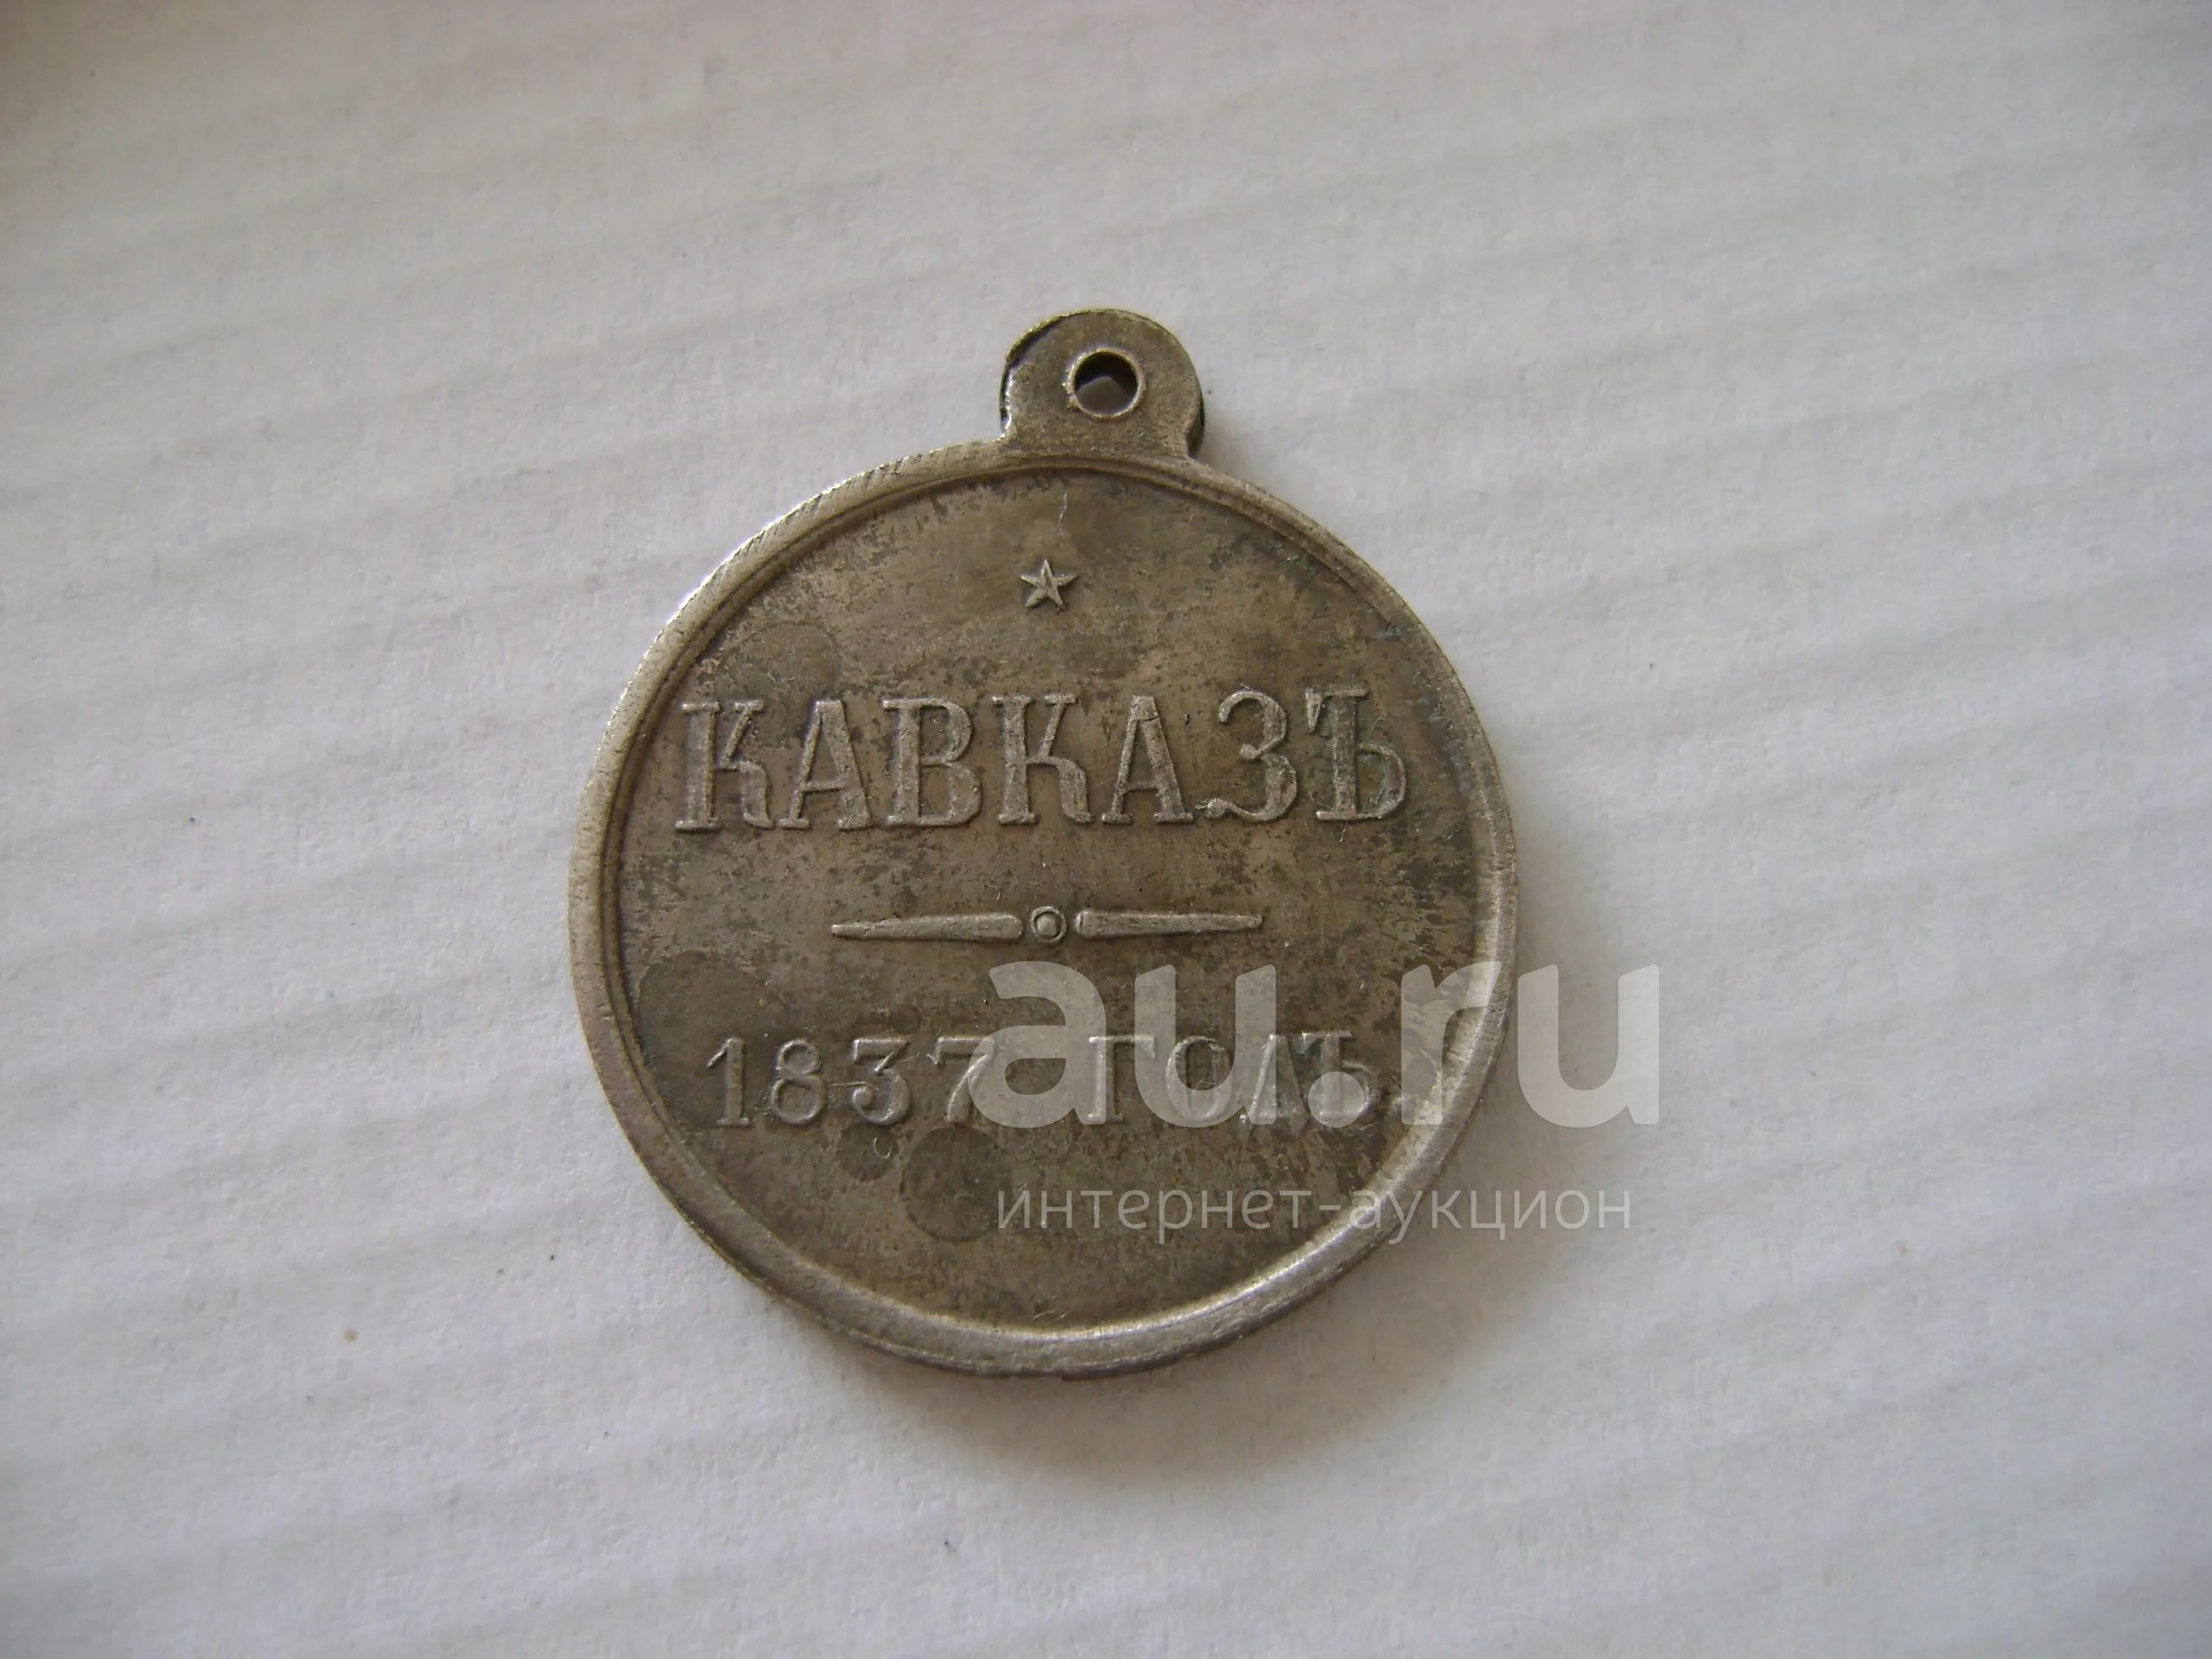 КАВКАЗЪ
1837 ГОДЪ.
au.ru
интернет-аукцион